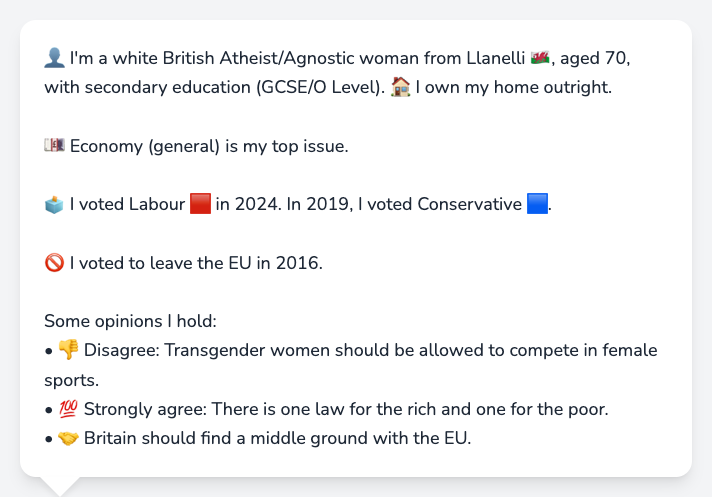 👤 I'm a white British Atheist/Agnostic woman from Llanelli 🏴󠁧󠁢󠁷󠁬󠁳󠁿, aged 70,
with secondary education (GCSE/O Level). 🏠 I own my home outright.
💷 Economy (general) is my top issue.
🗳️ I voted Labour 🟥 in 2024. In 2019, I voted Conservative 🟦.
🚫 I voted to leave the EU in 2016.
Some opinions I hold:
• 👎 Disagree: Transgender women should be allowed to compete in female
sports.
• 💯 Strongly agree: There is one law for the rich and one for the poor.
• 🤝 Britain should find a middle ground with the EU.